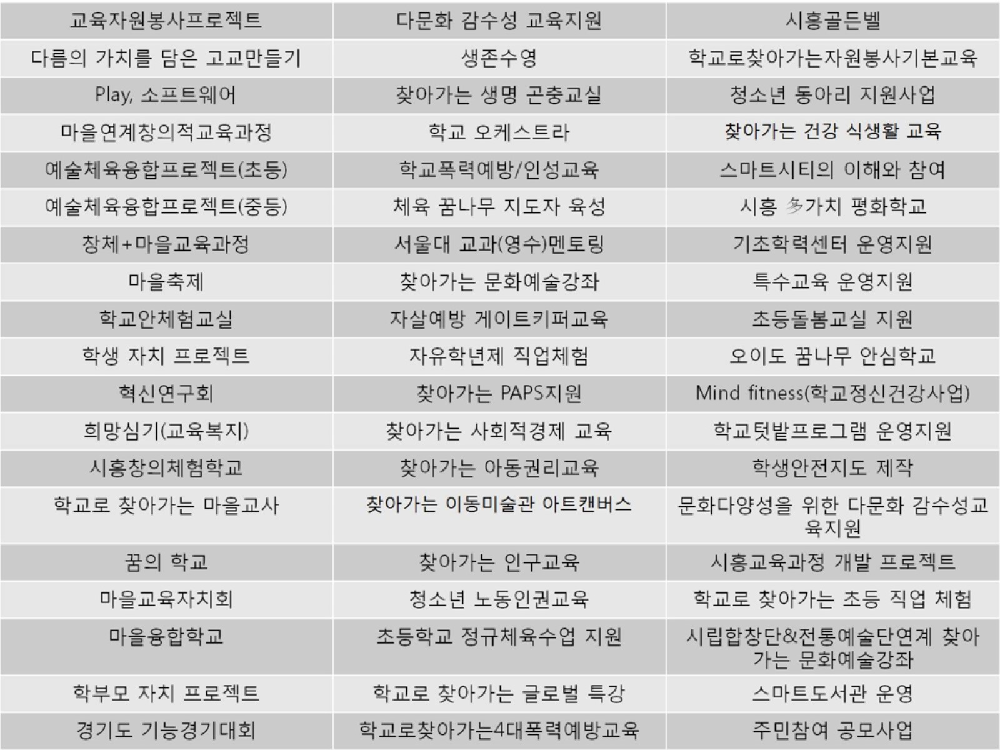 교육자원봉사프로젝트 다문화 감수성 교육지원 시흥골든벨
다름의 가치를 담은 고교만들기 생존수영 학교로찾아가는자원봉사기본교육
Play, 소프트웨어 찾아가는 생명 곤충교실 청소년 동아리 지원사업
마을연계창의적교육과정 학교 오케스트라 찾아가는 건강 식생활 교육
예술체육융합프로젝트(초등) 학교폭력예방/인성교육 스마트시티의 이해와 참여
예술체육융합프로젝트(중등) 체육 꿈나무 지도자 육성 시흥 多가치 평화학교
창체+마을교육과정 서울대 교과(영수)멘토링 기초학력센터 운영지원
마을축제 찾아가는 문화예술강좌 특수교육 운영지원
학교안체험교실 자살예방 게이트키퍼교육 초등돌봄교실 지원
학생 자치 프로젝트 자유학년제 직업체험 오이도 꿈나무 안심학교
혁신연구회 찾아가는 PAPS지원 Mind fitness(학교정신건강사업)
희망심기(교육복지) 찾아가는 사회적경제 교육 학교텃밭프로그램 운영지원
시흥창의체험학교 찾아가는 아동권리교육 학생안전지도 제작
학교로 찾아가는 마을교사 찾아가는 이동미술관 아트캔버스 문화다양성을 위한 다문화 감수성교
육지원
꿈의 학교 찾아가는 인구교육 시흥교육과정 개발 프로젝트
마을교육자치회 청소년 노동인권교육 학교로 찾아가는 초등 직업 체험
마을융합학교 초등학교 정규체육수업 지원 시립합창단&전통예술단연계 찾아
가는 문화예술강좌
학부모 자치 프로젝트 학교로 찾아가는 글로벌 특강 스마트도서관 운영
경기도 기능경기대회 학교로찾아가는4대폭력예방교육 주민참여 공모사업